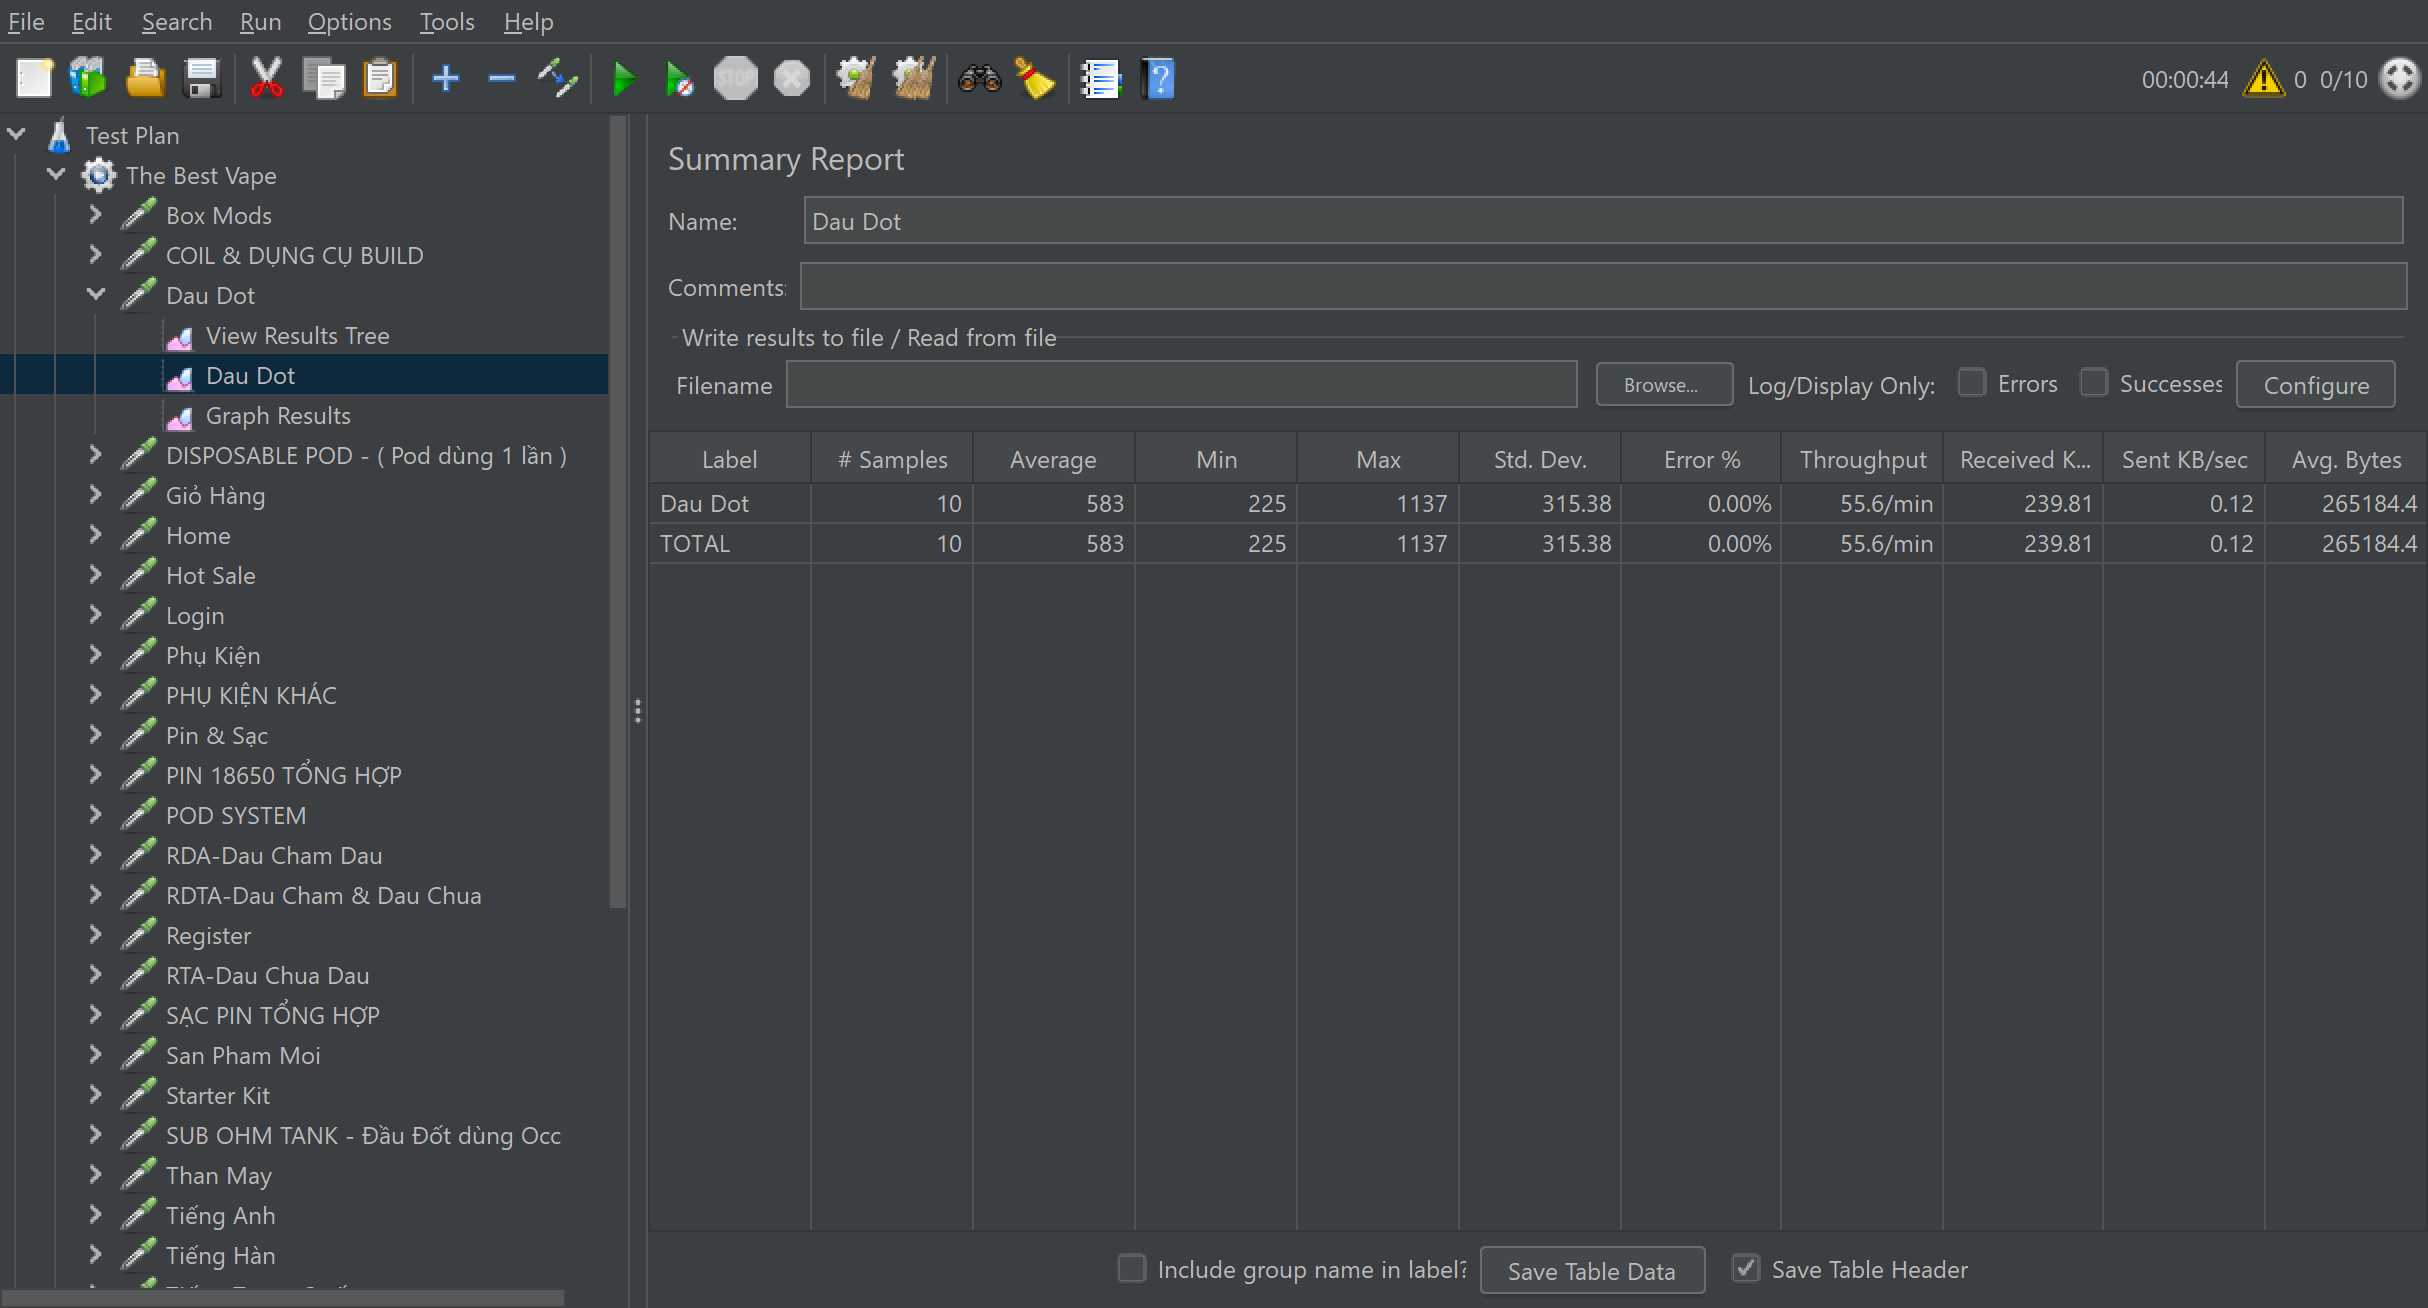 File Edit Search Run Options Tools Help
STOP
00:00:44 0 0/10
Test Plan
The Best Vape
Box Mods
COIL & DỤNG CỤ BUILD
Dau Dot
View Results Tree
Dau Dot
Graph Results
DISPOSABLE POD - ( Pod dùng 1 lần )
Giỏ Hàng
Home
Hot Sale
Login
Phụ Kiện
PHỤ KIỆN KHÁC
Pin & Sạc
PIN 18650 TỔNG HỢP
POD SYSTEM
RDA-Dau Cham Dau
RDTA-Dau Cham & Dau Chua
Register
RTA-Dau Chua Dau
SẠC PIN TỔNG HỢP
San Pham Moi
Starter Kit
SUB OHM TANK - Đầu Đốt dùng Occ
Than May
Tiếng Anh
Tiếng Hàn
Summary Report
Name: Dau Dot
Comments:
Write results to file / Read from file
Filename Browse... Log/Display Only: Errors Successes Configure
Label # Samples Average Min Max Std. Dev. Error % Throughput Received K... Sent KB/sec Avg. Bytes
Dau Dot 10 583 225 1137 315.38 0.00% 55.6/min 239.81 0.12 265184.4
TOTAL 10 583 225 1137 315.38 0.00% 55.6/min 239.81 0.12 265184.4
Include group name in label? Save Table Data Save Table Header